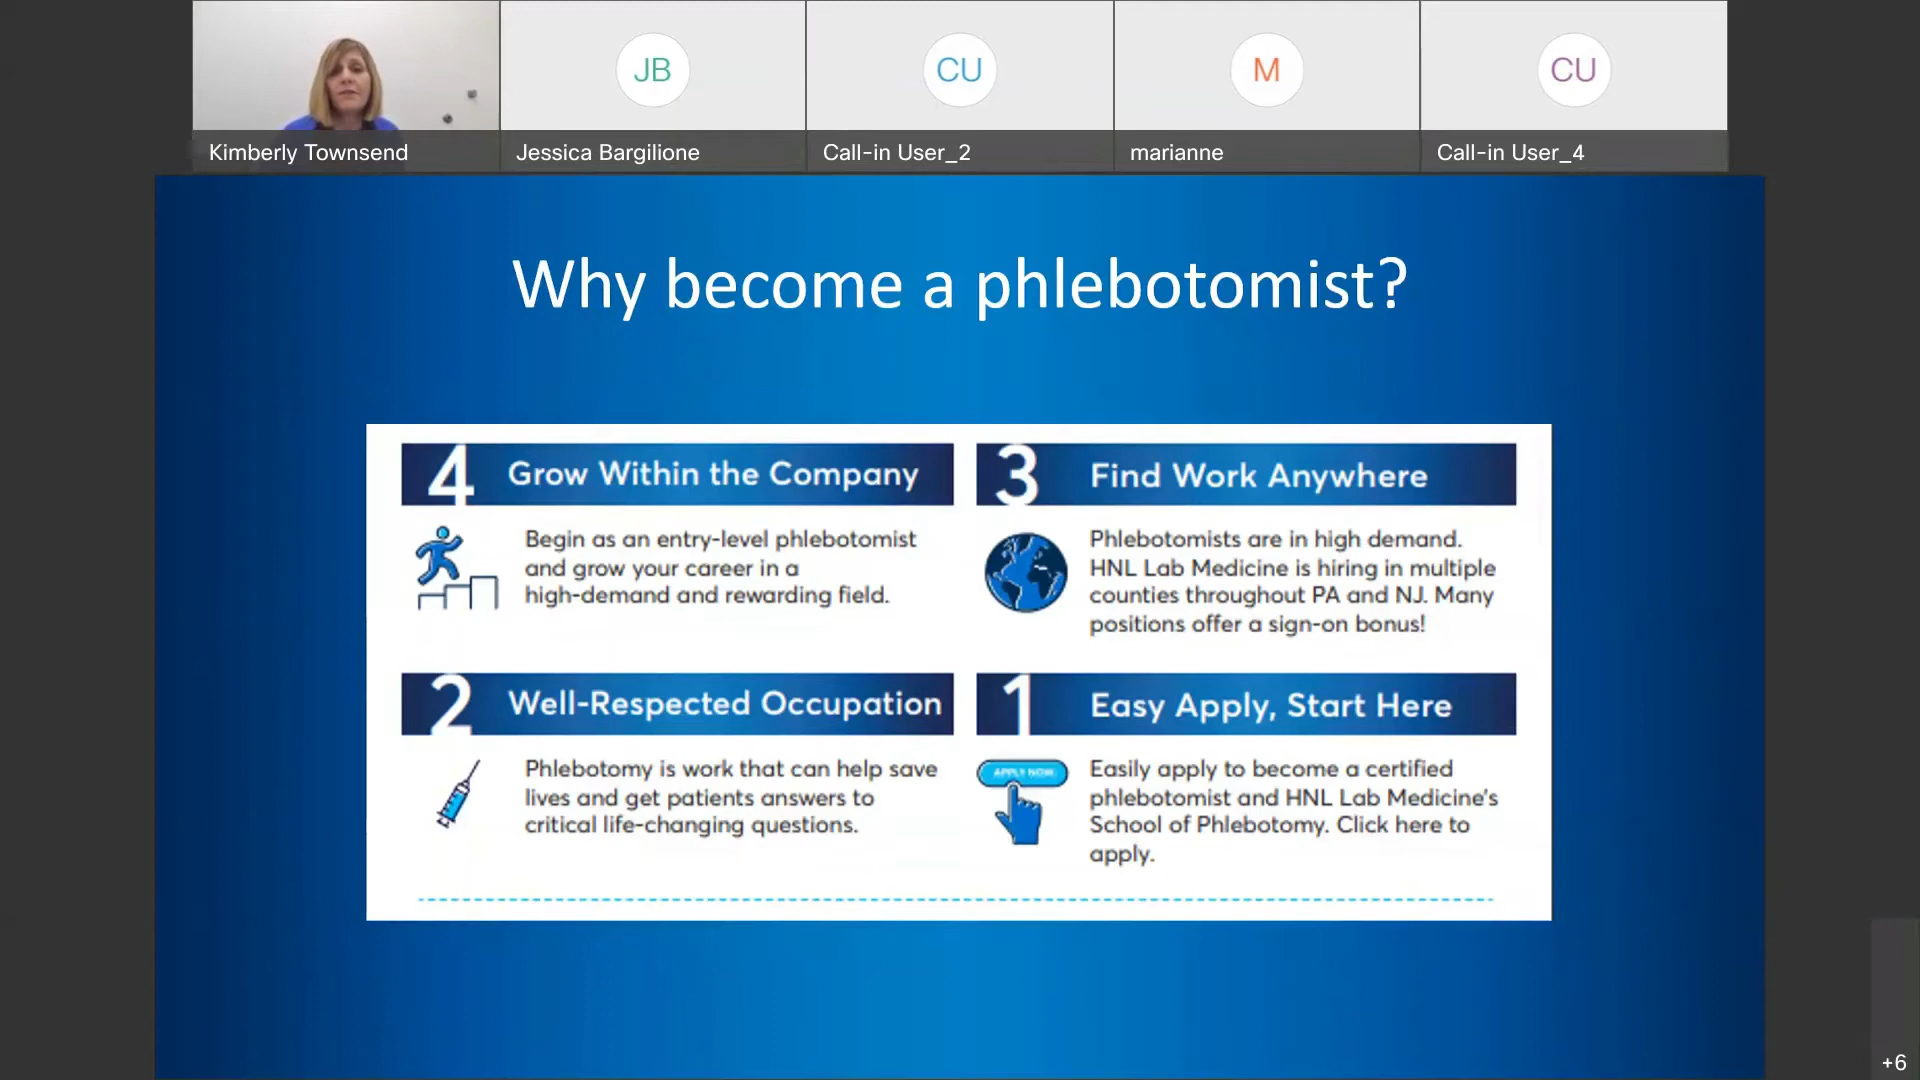 JB
CU
M
CU
Kimberly Townsend
Jessica Bargilione
Call-in User_2
marianne
Call-in User_4
Why become a phlebotomist?
4 Grow Within the Company
Begin as an entry-level phlebotomist
and grow your career in a
high-demand and rewarding field.
3 Find Work Anywhere
Phlebotomists are in high demand.
HNL Lab Medicine is hiring in multiple
counties throughout PA and NJ. Many
positions offer a sign-on bonus!
2 Well-Respected Occupation
Phlebotomy is work that can help save
lives and get patients answers to
critical life-changing questions.
1 Easy Apply, Start Here
APPLY NOW
Easily apply to become a certified
phlebotomist and HNL Lab Medicine's
School of Phlebotomy. Click here to
apply.
+6